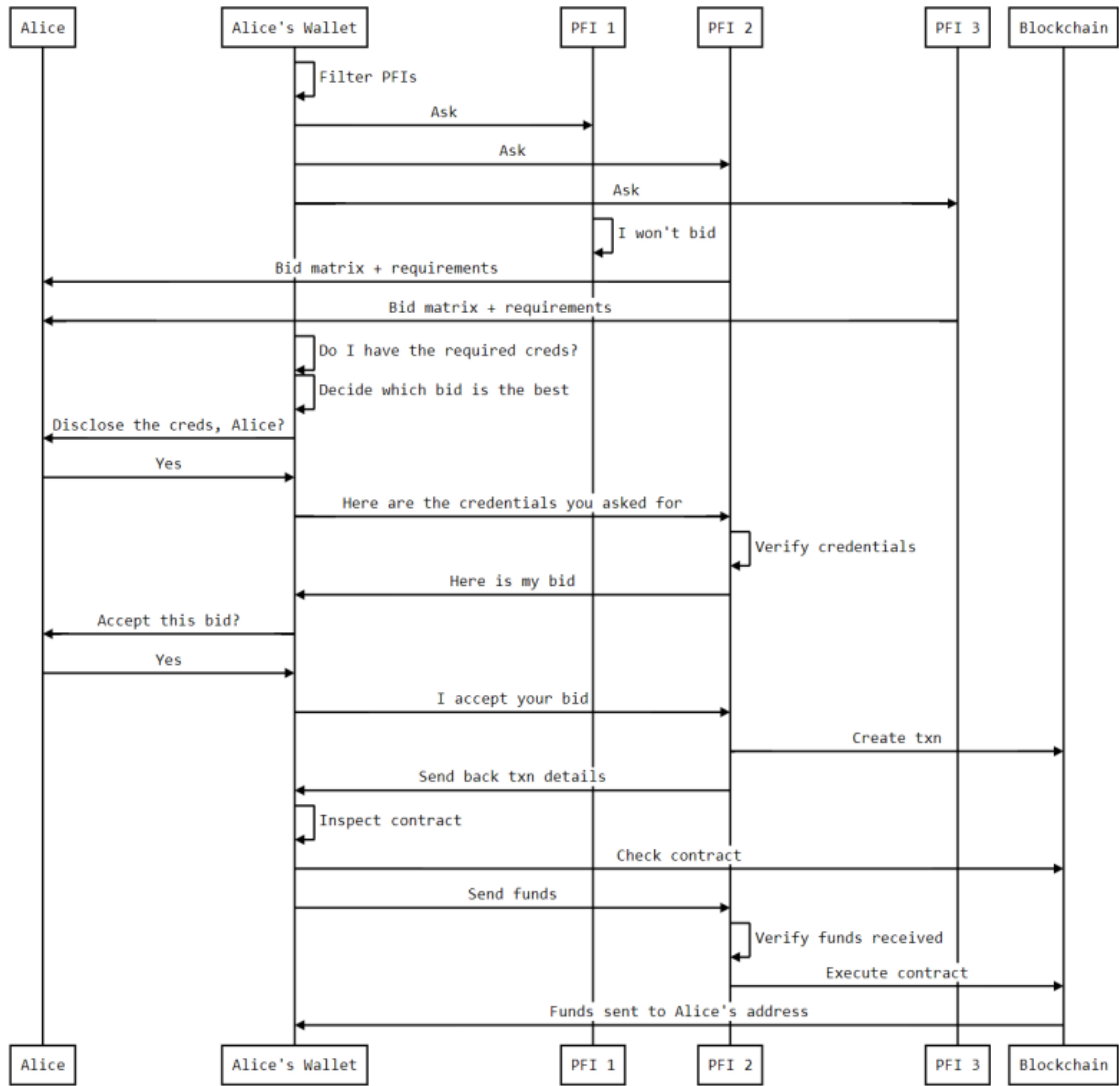 Alice
Alice's Wallet
PFI 1
PFI 2
PFI 3
Blockchain
Filter PFIs
Ask
Ask
Ask
I won't bid
Bid matrix + requirements
Bid matrix + requirements
Do I have the required creds?
Decide which bid is the best
Disclose the creds, Alice?
Yes
Here are the credentials you asked for
Verify credentials
Here is my bid
Accept this bid?
Yes
I accept your bid
Create txn
Send back txn details
Inspect contract
Check contract
Send funds
Verify funds received
Execute contract
Funds sent to Alice's address
Alice
Alice's Wallet
PFI 1
PFI 2
PFI 3
Blockchain